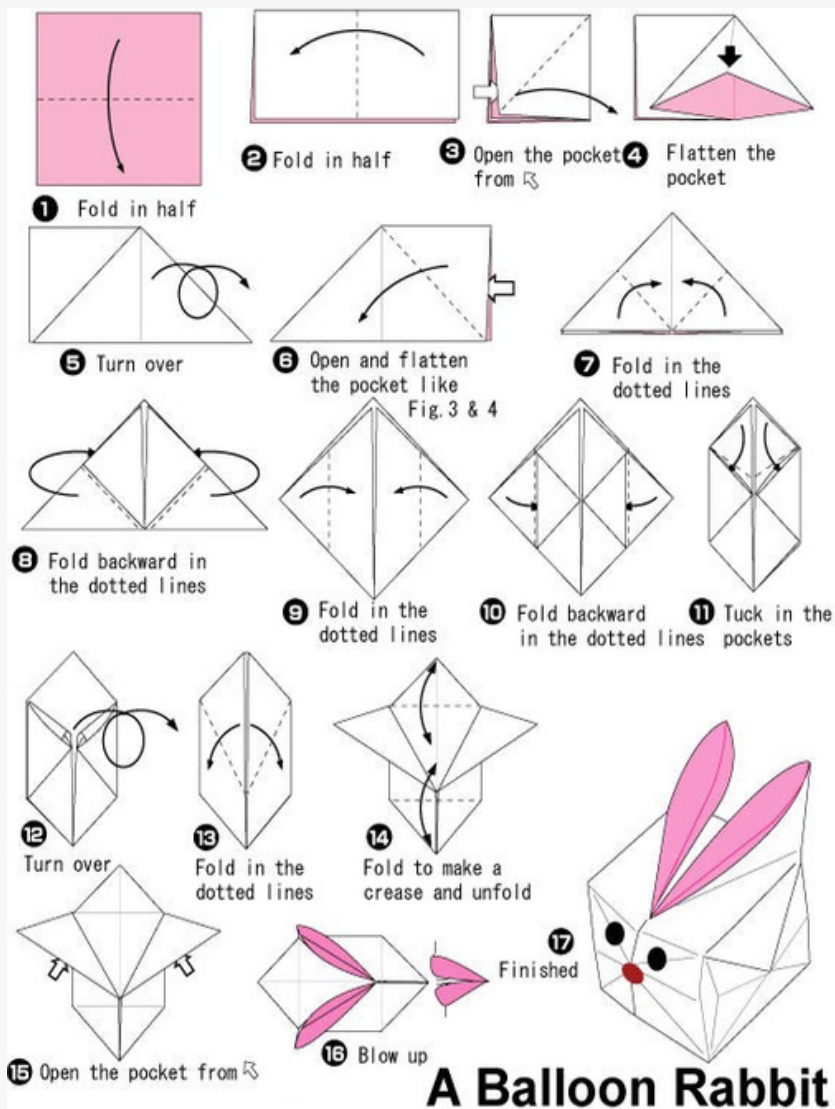 1 Fold in half
2 Fold in half
3 Open the pocket
from
4 Flatten the
pocket
5 Turn over
6 Open and flatten
the pocket like
Fig.3 & 4
7 Fold in the
dotted lines
8 Fold backward in
the dotted lines
9 Fold in the
dotted lines
10 Fold backward
in the dotted lines
11 Tuck in the
pockets
12
Turn over
13
Fold in the
dotted lines
14
Fold to make a
crease and unfold
15 Open the pocket from
16 Blow up
17
Finished
A Balloon Rabbit